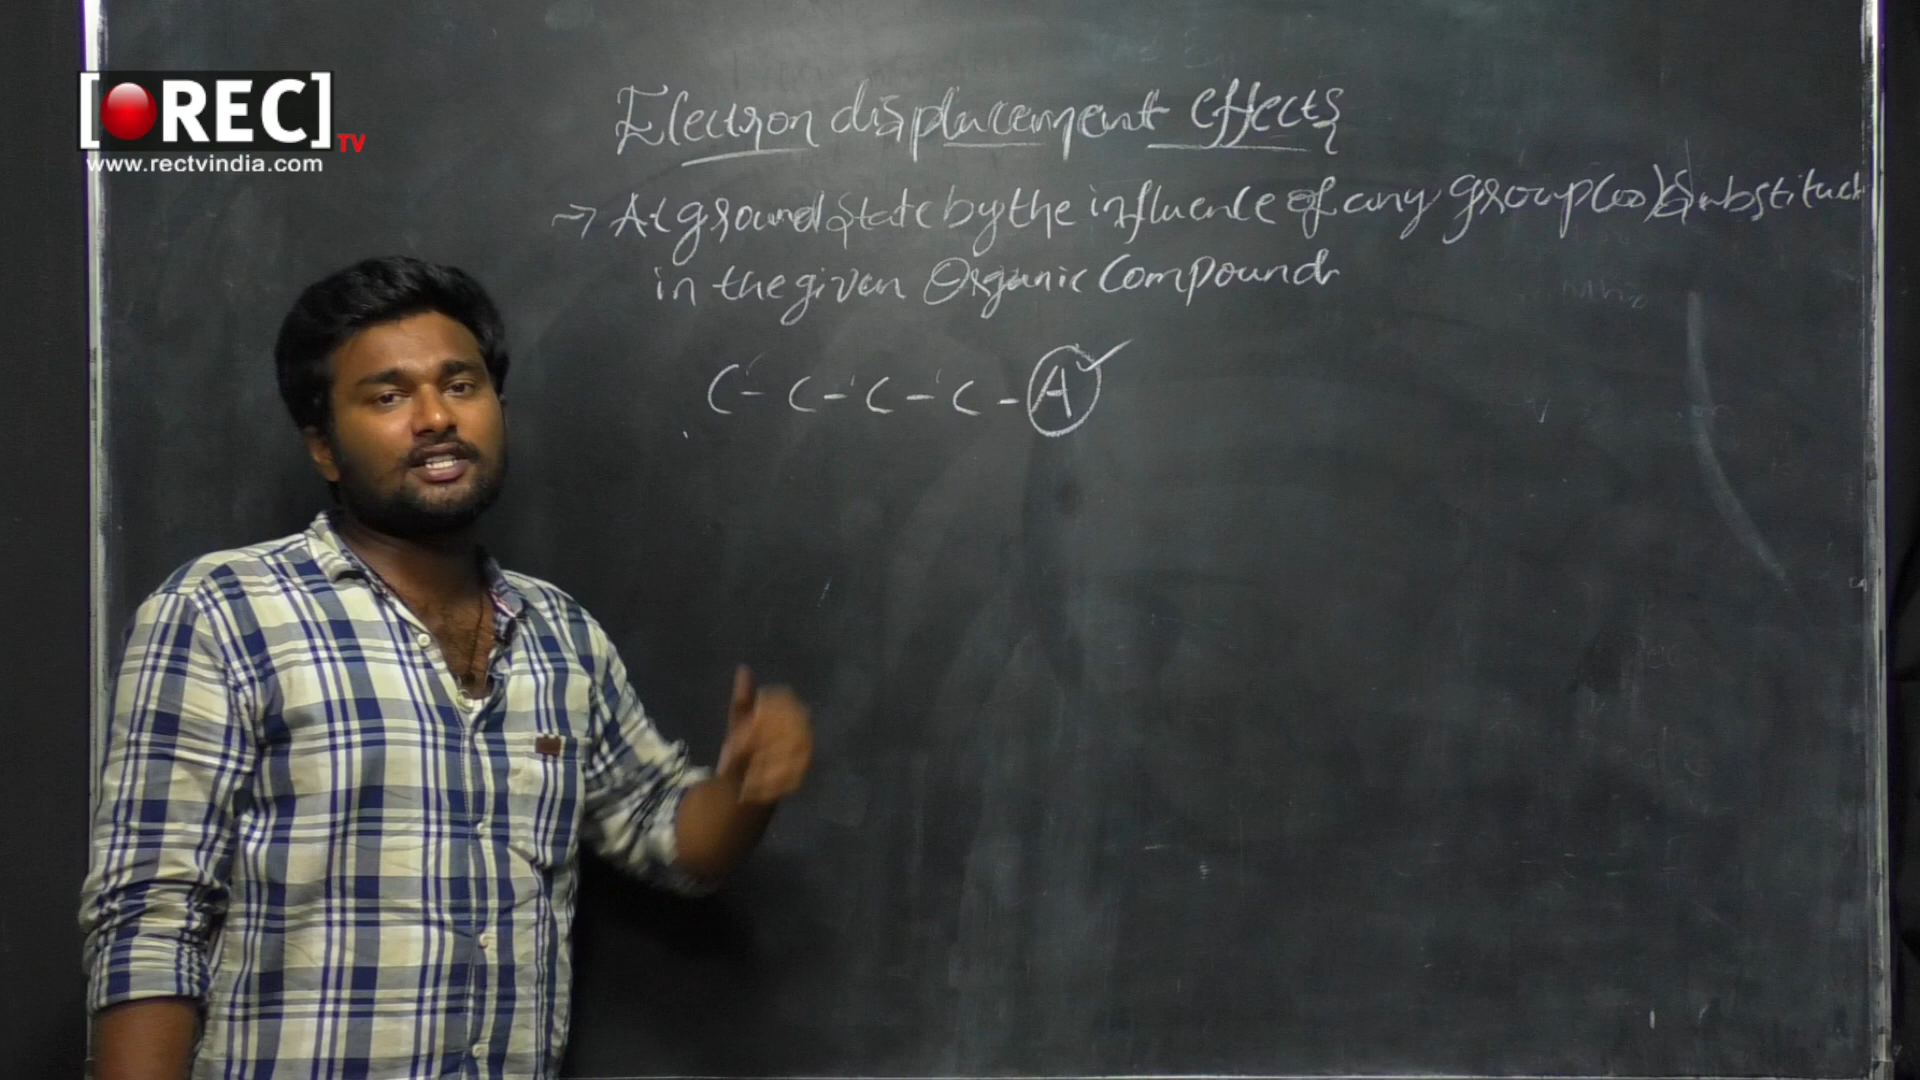 [REC] TV
www.rectvindia.com
Electron displacement effects
→ At ground state by the influence of any group (or) substituent
in the given Organic Compound
C - C - C - C - A